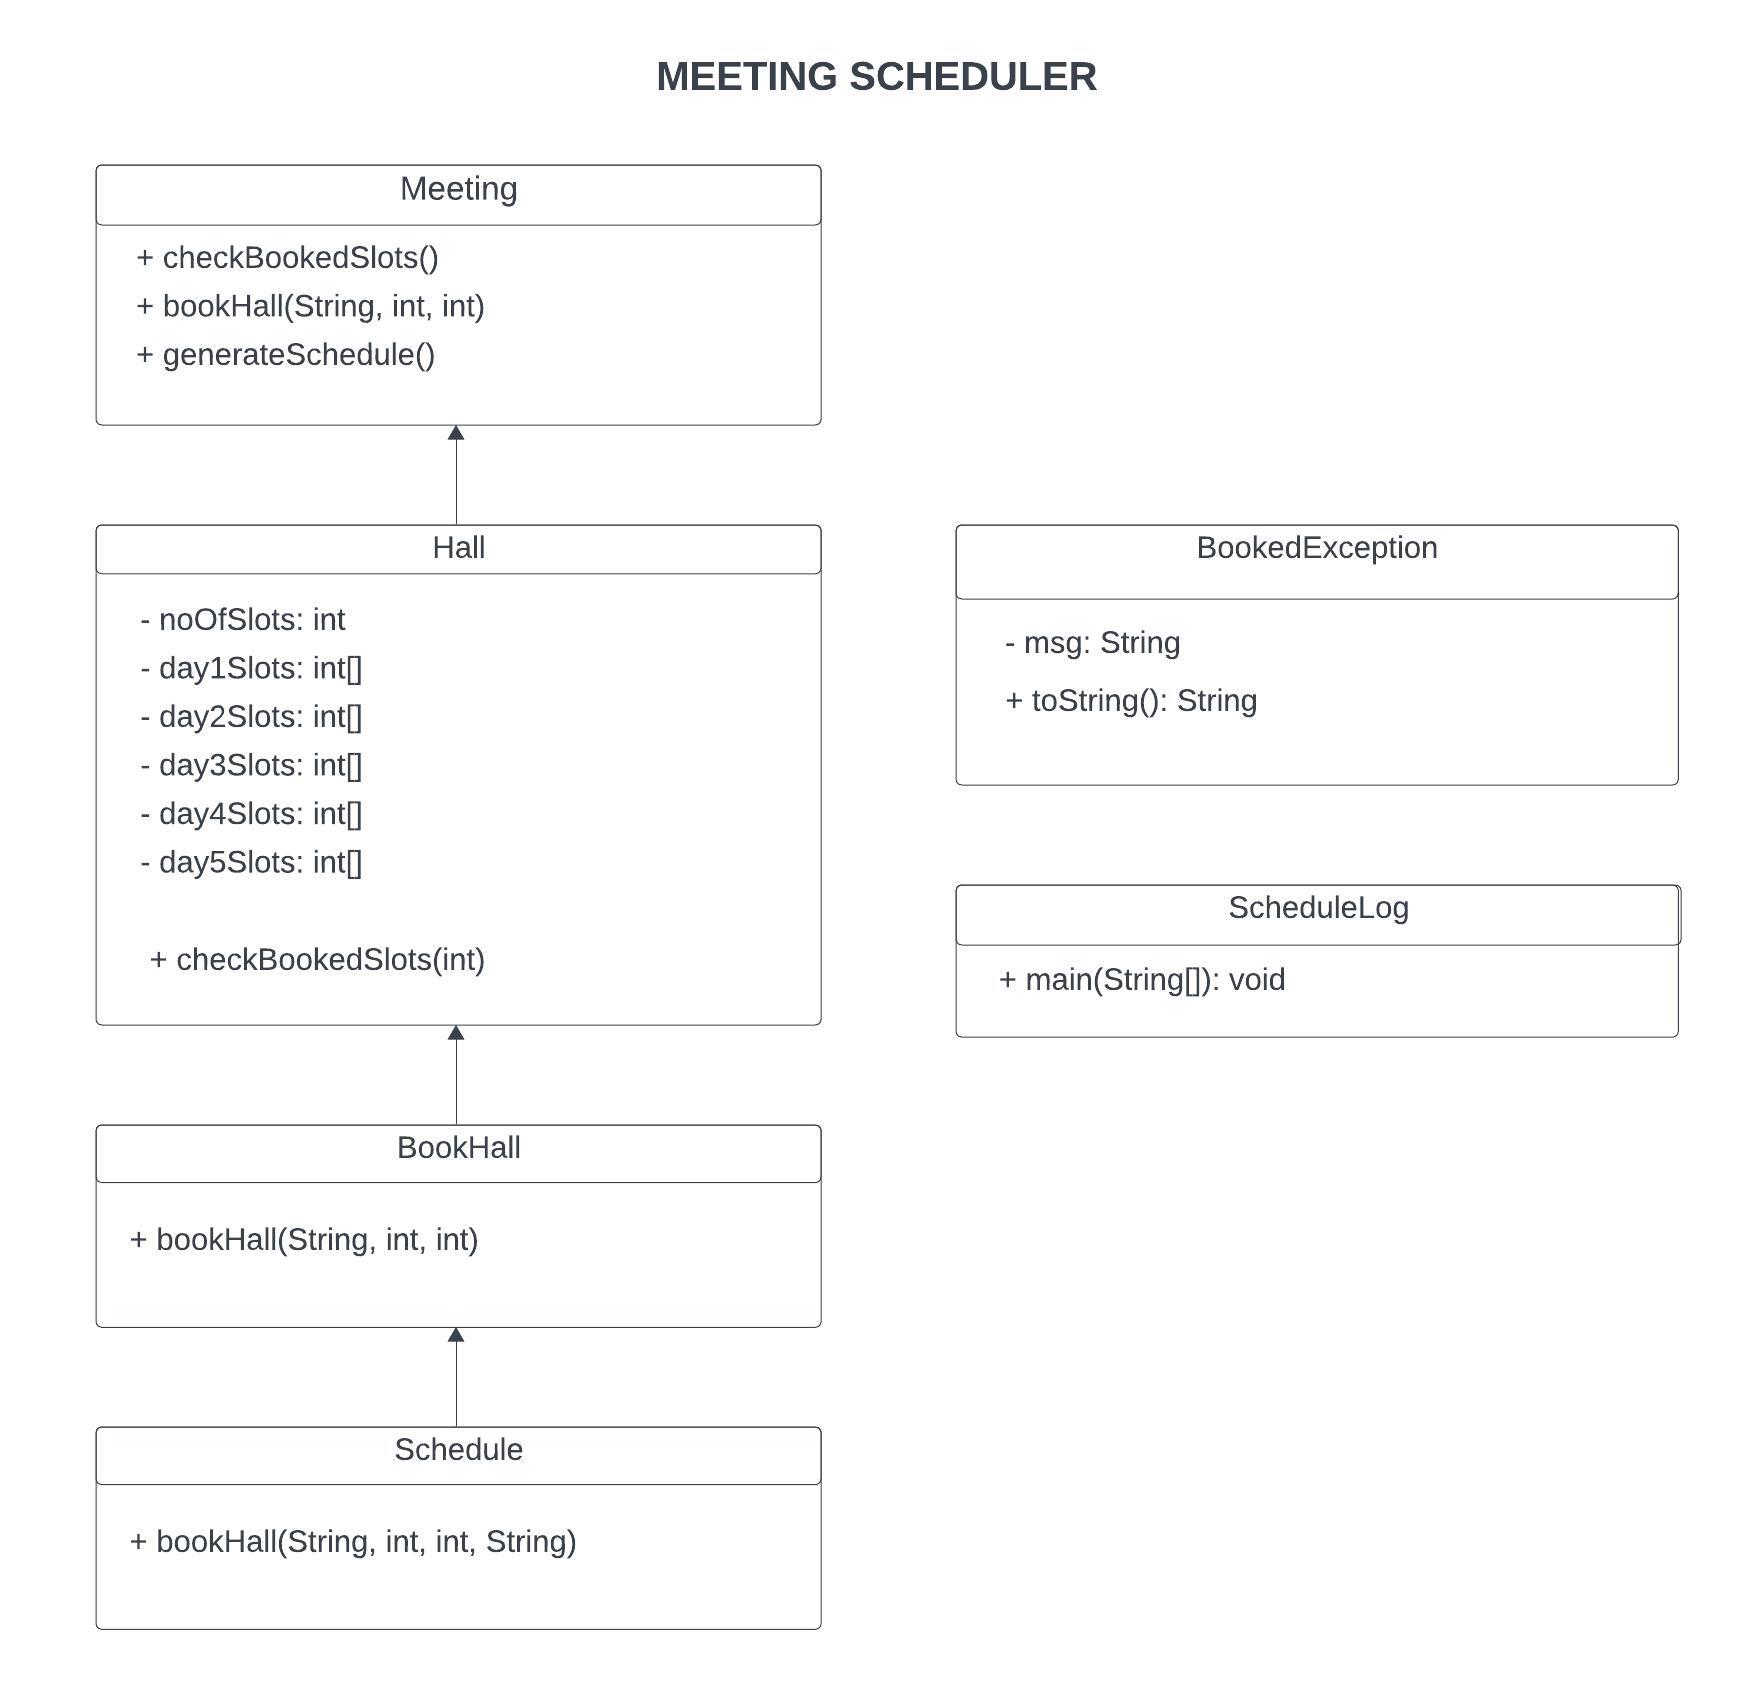 MEETING SCHEDULER
Meeting
+ checkBookedSlots()
+ bookHall(String, int, int)
+ generateSchedule()
Hall
- noOfSlots: int
- day1Slots: int[]
- day2Slots: int[]
- day3Slots: int[]
- day4Slots: int[]
- day5Slots: int[]
+ checkBookedSlots(int)
BookedException
- msg: String
+ toString(): String
ScheduleLog
+ main(String[]): void
BookHall
+ bookHall(String, int, int)
Schedule
+ bookHall(String, int, int, String)